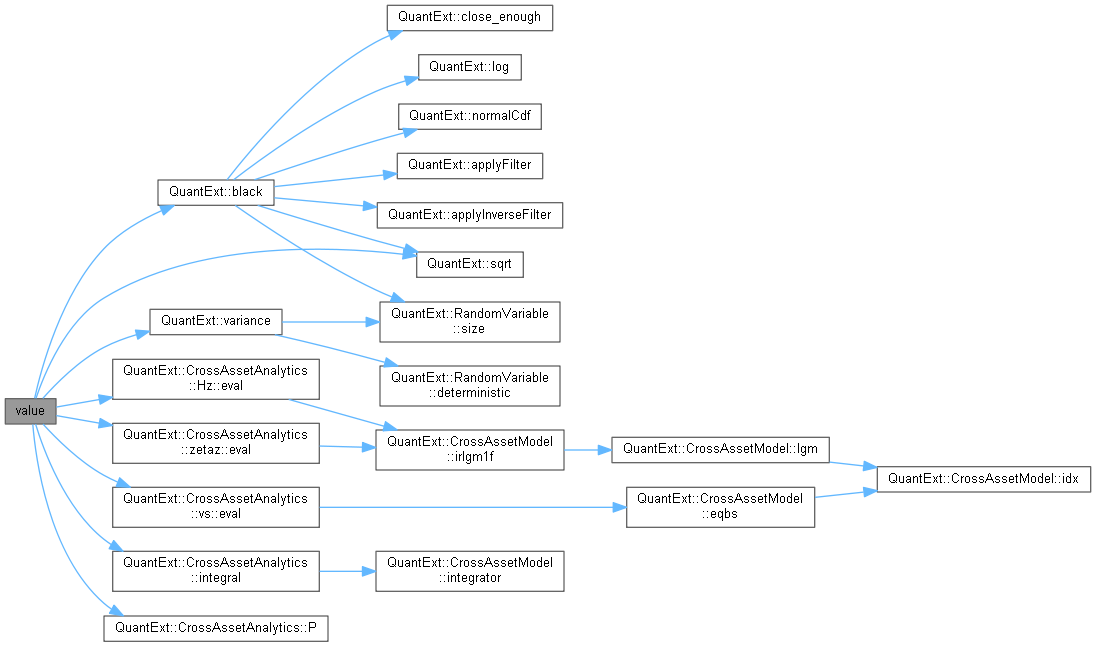 QuantExt::close_enough
QuantExt::log
QuantExt::normalCdf
QuantExt::applyFilter
QuantExt::black
QuantExt::applyInverseFilter
QuantExt::sqrt
QuantExt::RandomVariable
::size
QuantExt::variance
QuantExt::CrossAssetAnalytics
::Hz::eval
QuantExt::RandomVariable
::deterministic
value
QuantExt::CrossAssetAnalytics
::zetaz::eval
QuantExt::CrossAssetModel
::irlgm1f
QuantExt::CrossAssetModel::lgm
QuantExt::CrossAssetModel::idx
QuantExt::CrossAssetAnalytics
::vs::eval
QuantExt::CrossAssetModel
::eqbs
QuantExt::CrossAssetAnalytics
::integral
QuantExt::CrossAssetModel
::integrator
QuantExt::CrossAssetAnalytics::P